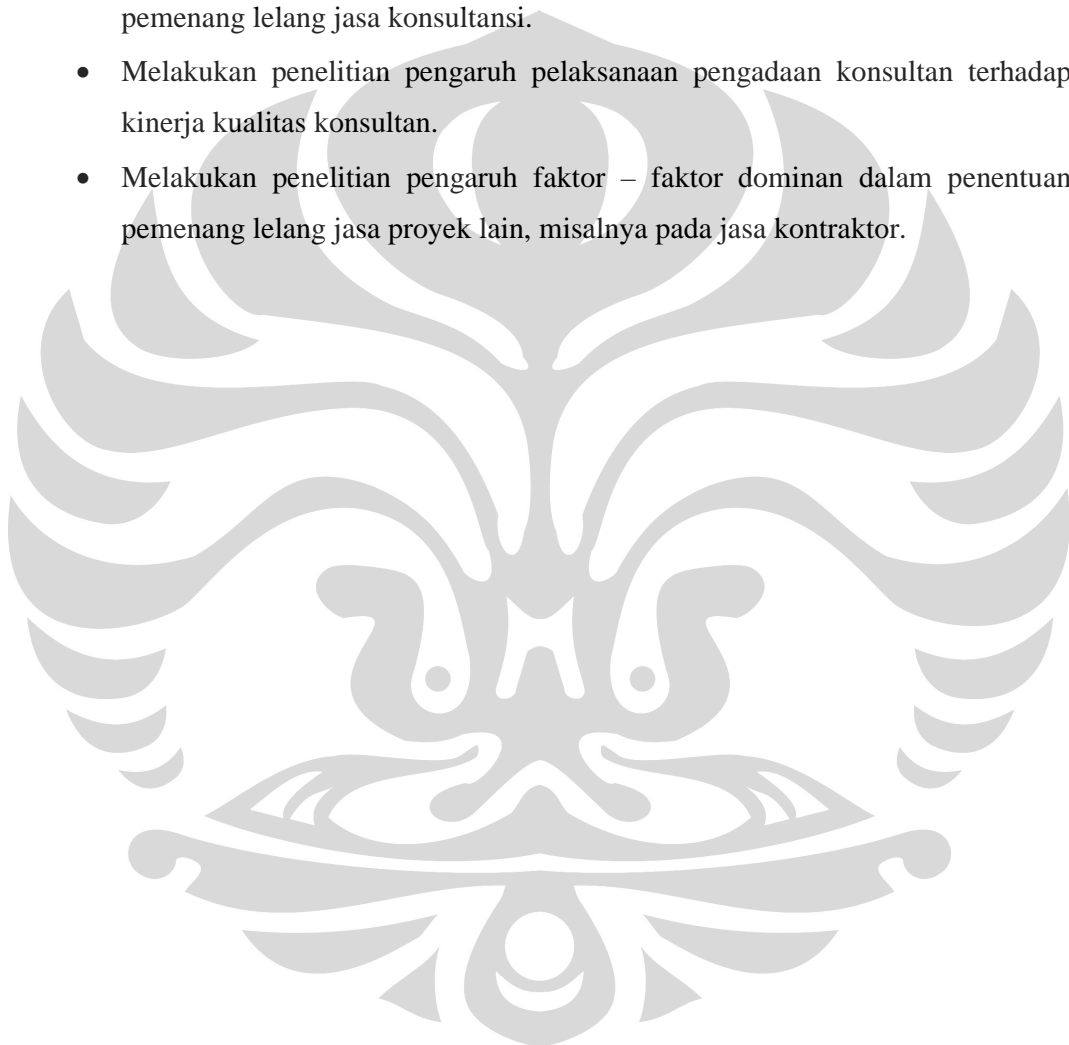 pemenang lelang jasa konsultansi.
• Melakukan penelitian pengaruh pelaksanaan pengadaan konsultan terhadap
kinerja kualitas konsultan.
• Melakukan penelitian pengaruh faktor – faktor dominan dalam penentuan
pemenang lelang jasa proyek lain, misalnya pada jasa kontraktor.